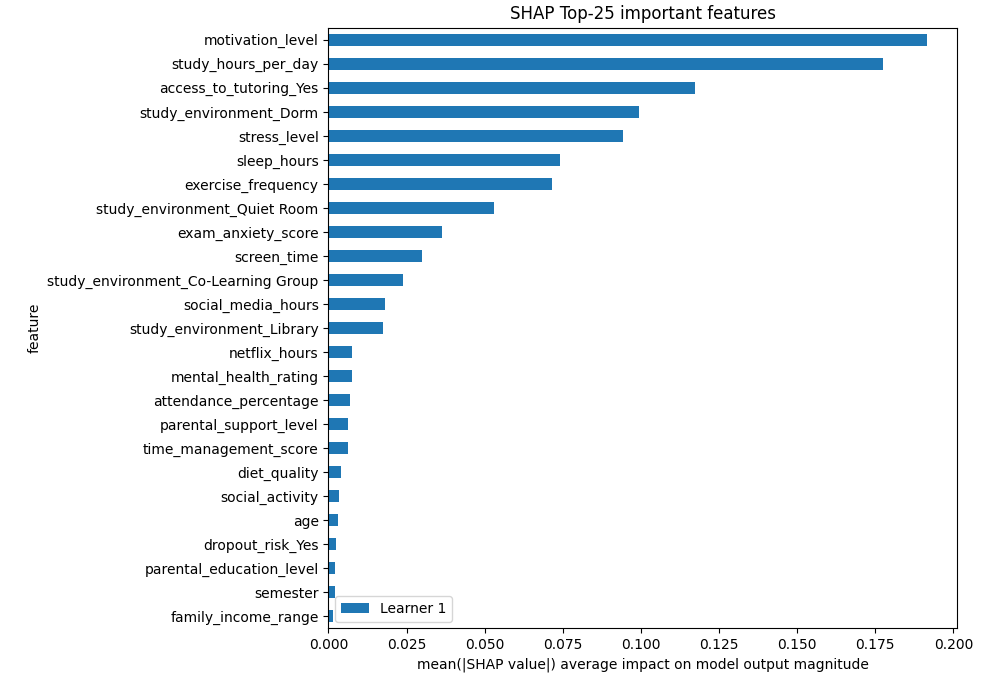 SHAP Top-25 important features
motivation_level
study_hours_per_day
access_to_tutoring_Yes
study_environment_Dorm
stress_level
sleep_hours
exercise_frequency
study_environment_Quiet Room
exam_anxiety_score
screen_time
study_environment_Co-Learning Group
social_media_hours
study_environment_Library
netflix_hours
mental_health_rating
attendance_percentage
parental_support_level
time_management_score
diet_quality
social_activity
age
dropout_risk_Yes
parental_education_level
semester
family_income_range
feature
Learner 1
0.000 0.025 0.050 0.075 0.100 0.125 0.150 0.175 0.200
mean(|SHAP value|) average impact on model output magnitude